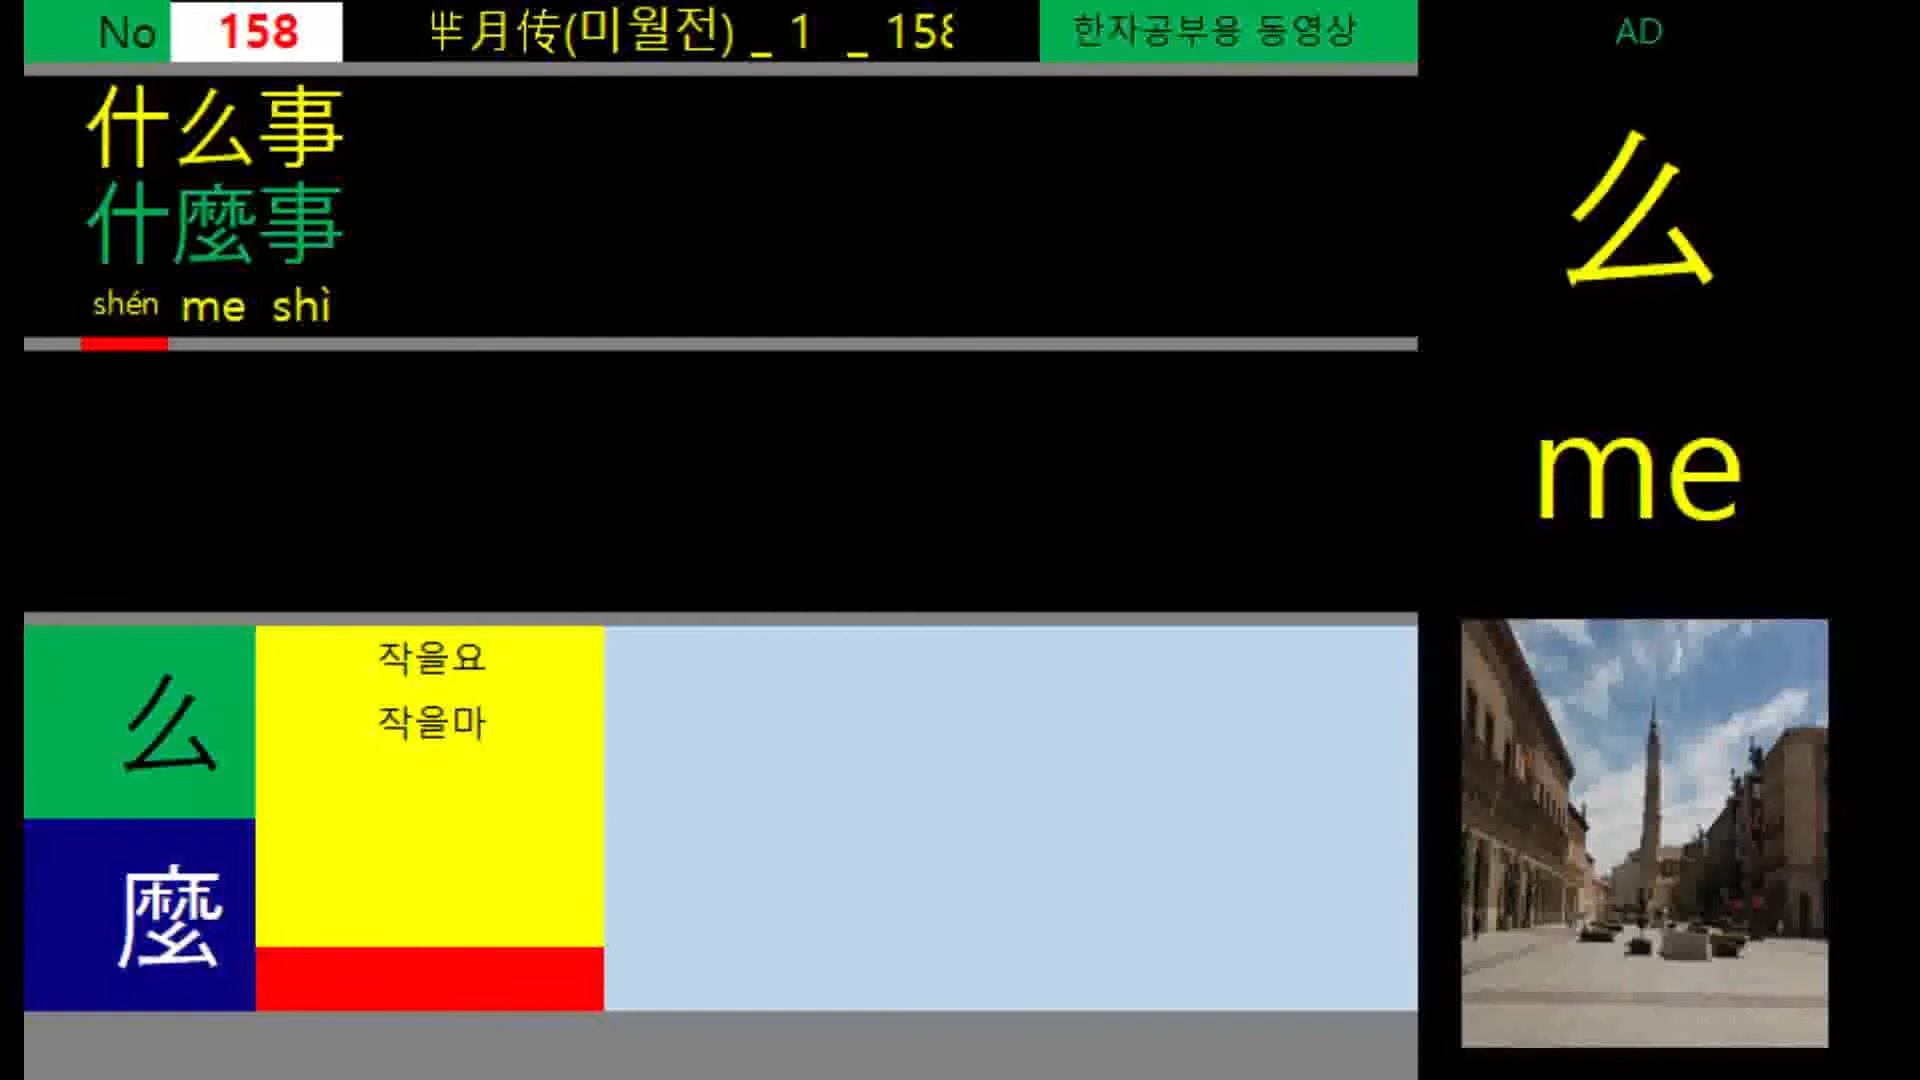 No 158 芈月传(미월전) _ 1 _ 158 한자공부용 동영상 AD
什么事
什麼事
shén me shì
么
me
么 작을요
작을마
麼